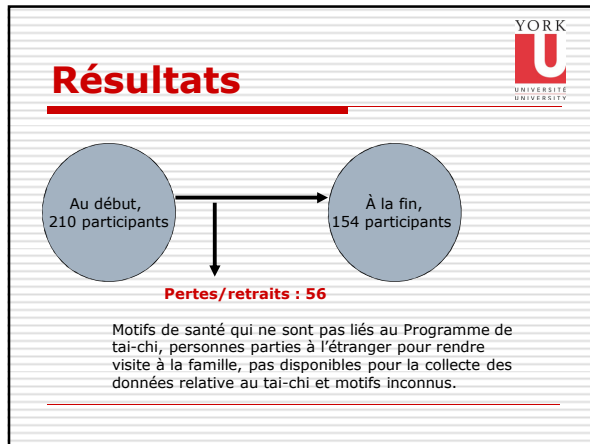 YORK
U
UNIVERSITÉ
UNIVERSITY
Résultats
Au début,
210 participants
À la fin,
154 participants
Pertes/retraits : 56
Motifs de santé qui ne sont pas liés au Programme de
tai-chi, personnes parties à l’étranger pour rendre
visite à la famille, pas disponibles pour la collecte des
données relative au tai-chi et motifs inconnus.